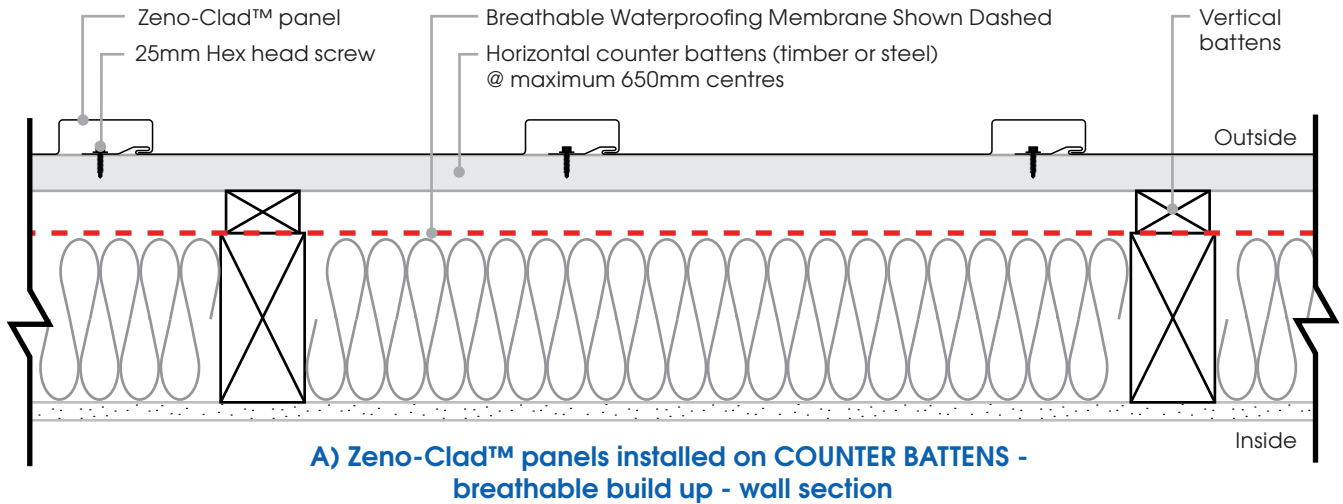 Zeno-Clad™ panel
25mm Hex head screw
Breathable Waterproofing Membrane Shown Dashed
Horizontal counter battens (timber or steel)
@ maximum 650mm centres
Vertical
battens
Outside
Inside
A) Zeno-Clad™ panels installed on COUNTER BATTENS -
breathable build up - wall section